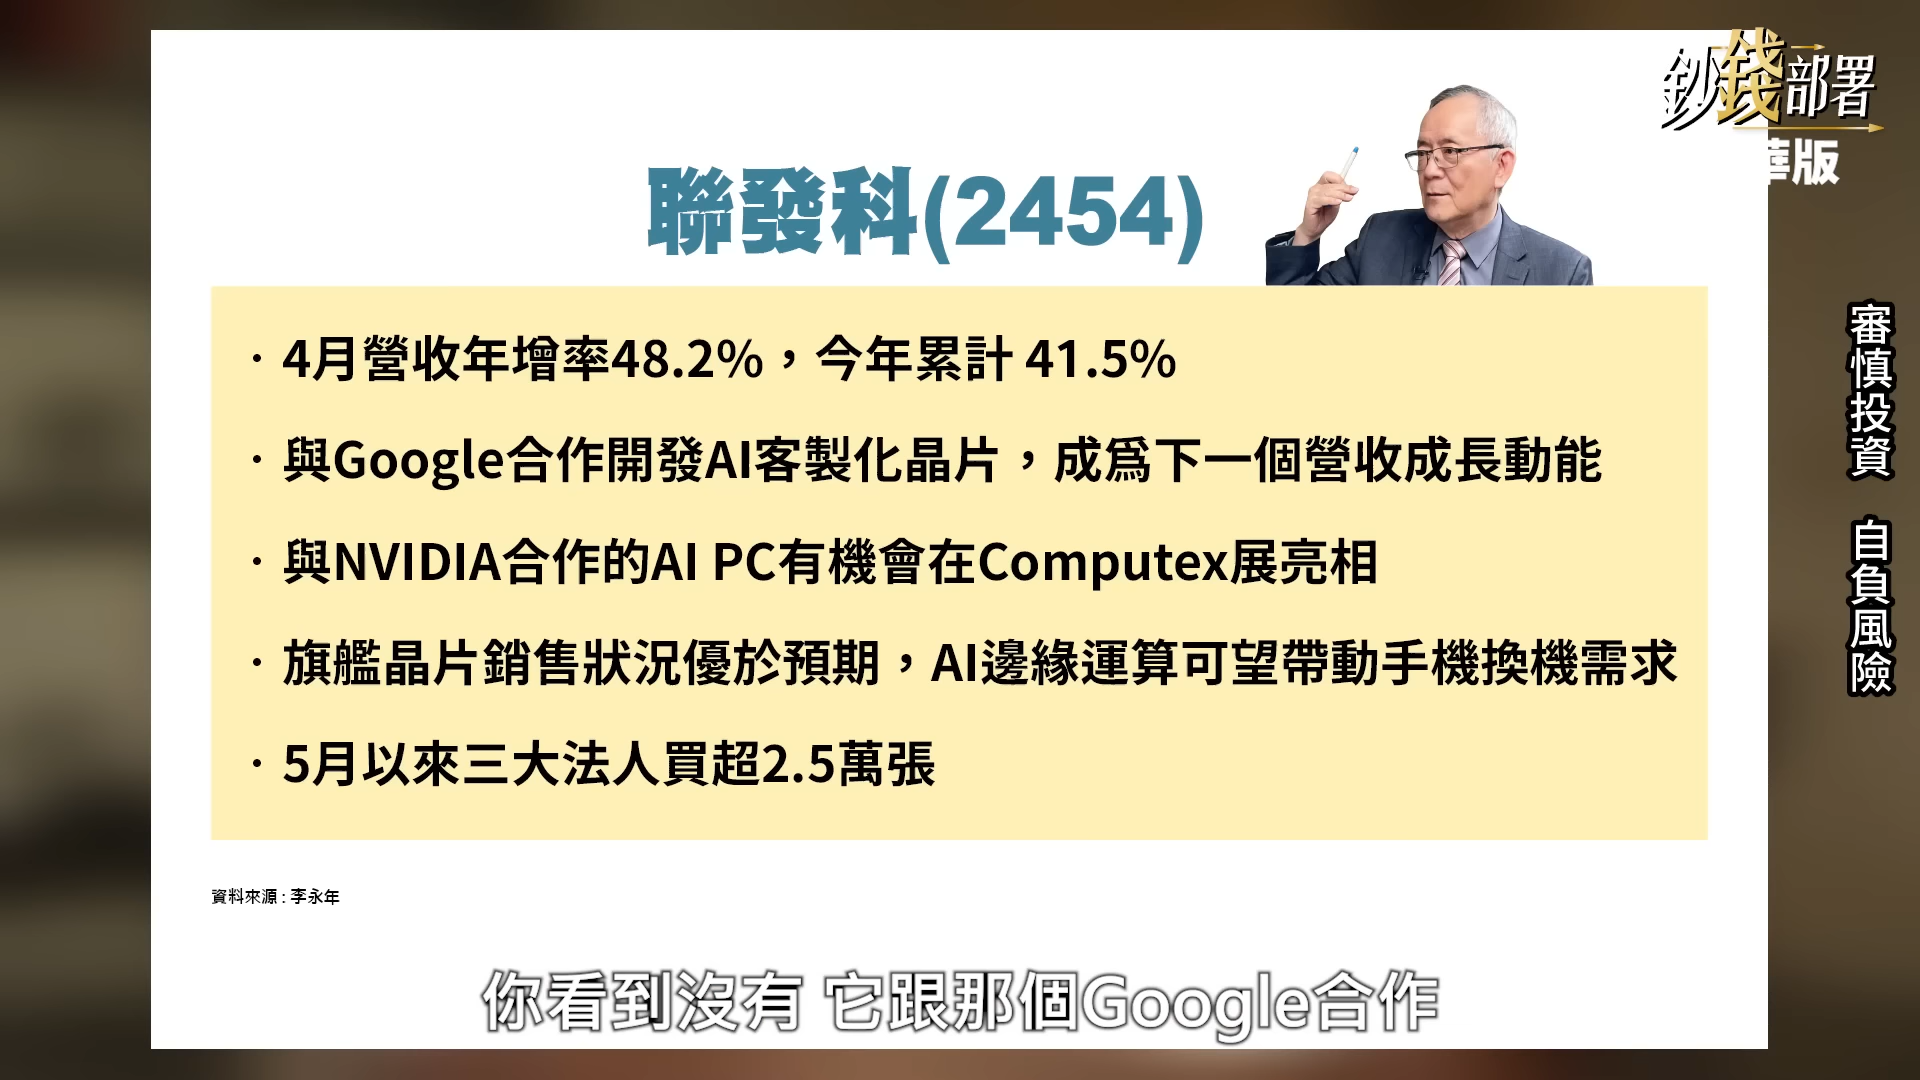 鈔錢部署
華版
聯發科(2454)
· 4月營收年增率48.2%，今年累計 41.5%
· 與Google合作開發AI客製化晶片，成爲下一個營收成長動能
· 與NVIDIA合作的AI PC有機會在Computex展亮相
· 旗艦晶片銷售狀況優於預期，AI邊緣運算可望帶動手機換機需求
· 5月以來三大法人買超2.5萬張
資料來源 : 李永年
審慎投資 自負風險
你看到沒有 它跟那個Google合作